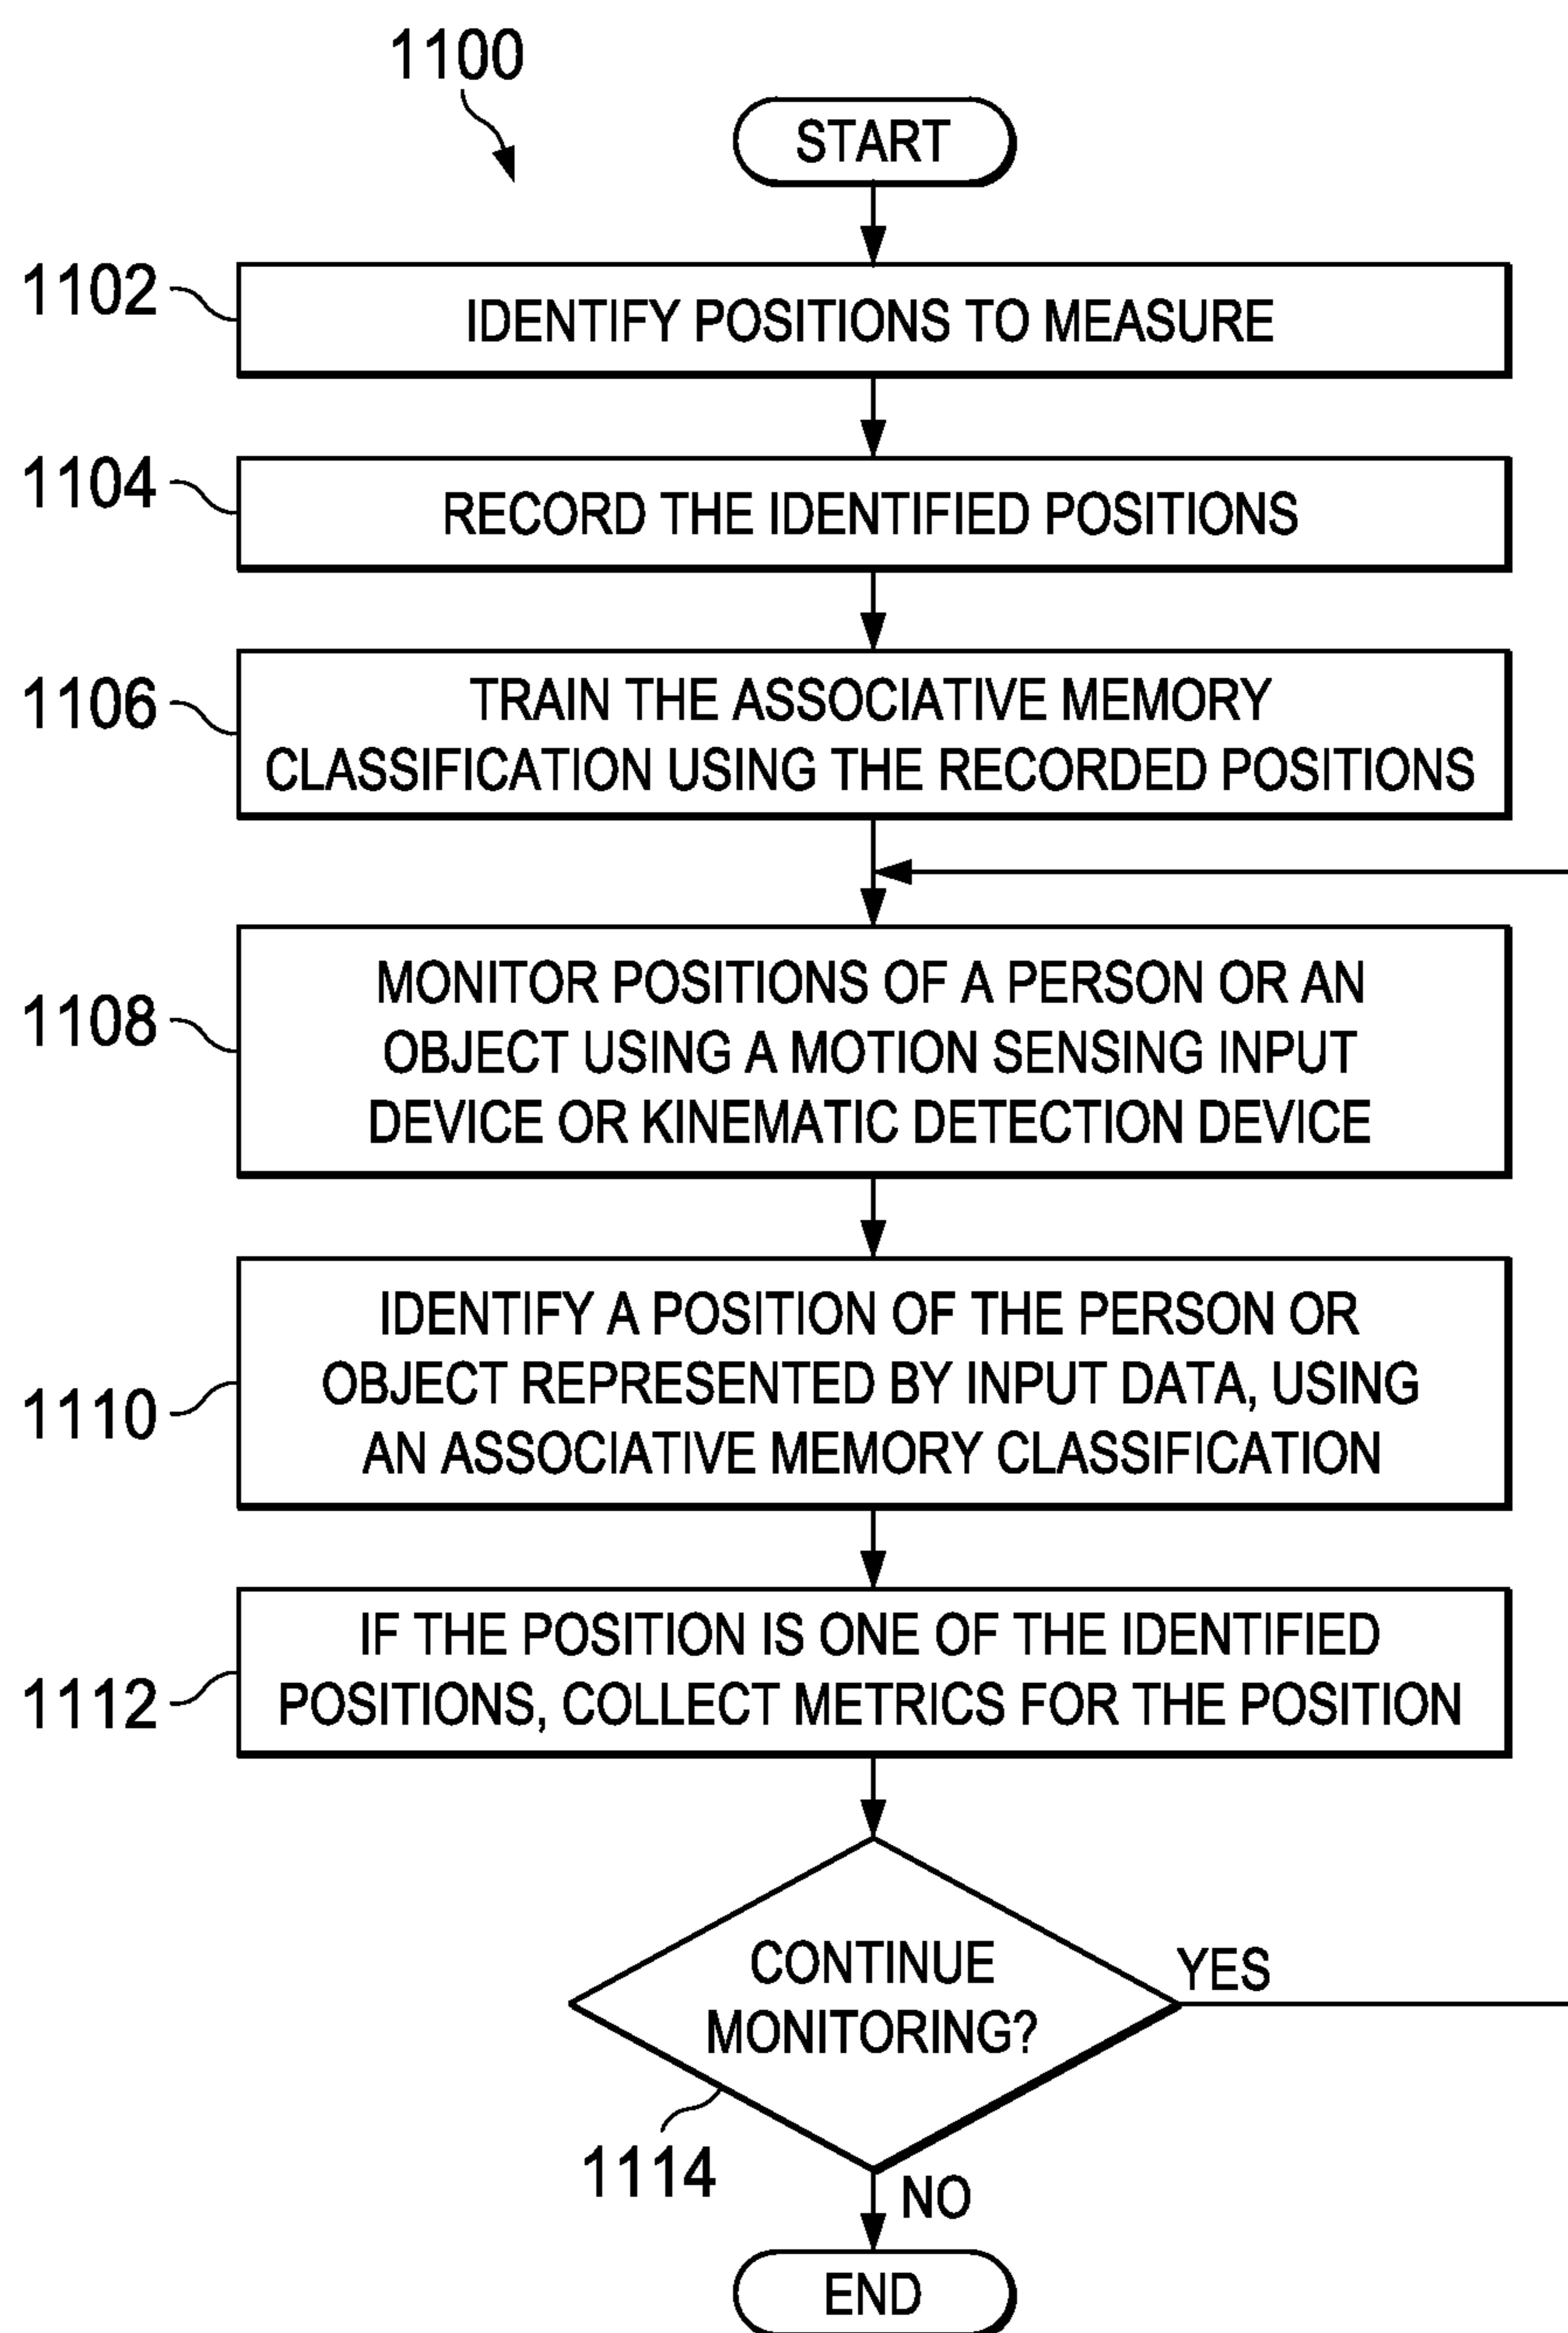 1100
START
1102
IDENTIFY POSITIONS TO MEASURE
1104
RECORD THE IDENTIFIED POSITIONS
1106
TRAIN THE ASSOCIATIVE MEMORY
CLASSIFICATION USING THE RECORDED POSITIONS
1108
MONITOR POSITIONS OF A PERSON OR AN
OBJECT USING A MOTION SENSING INPUT
DEVICE OR KINEMATIC DETECTION DEVICE
1110
IDENTIFY A POSITION OF THE PERSON OR
OBJECT REPRESENTED BY INPUT DATA, USING
AN ASSOCIATIVE MEMORY CLASSIFICATION
1112
IF THE POSITION IS ONE OF THE IDENTIFIED
POSITIONS, COLLECT METRICS FOR THE POSITION
CONTINUE
MONITORING?
YES
1114
NO
END